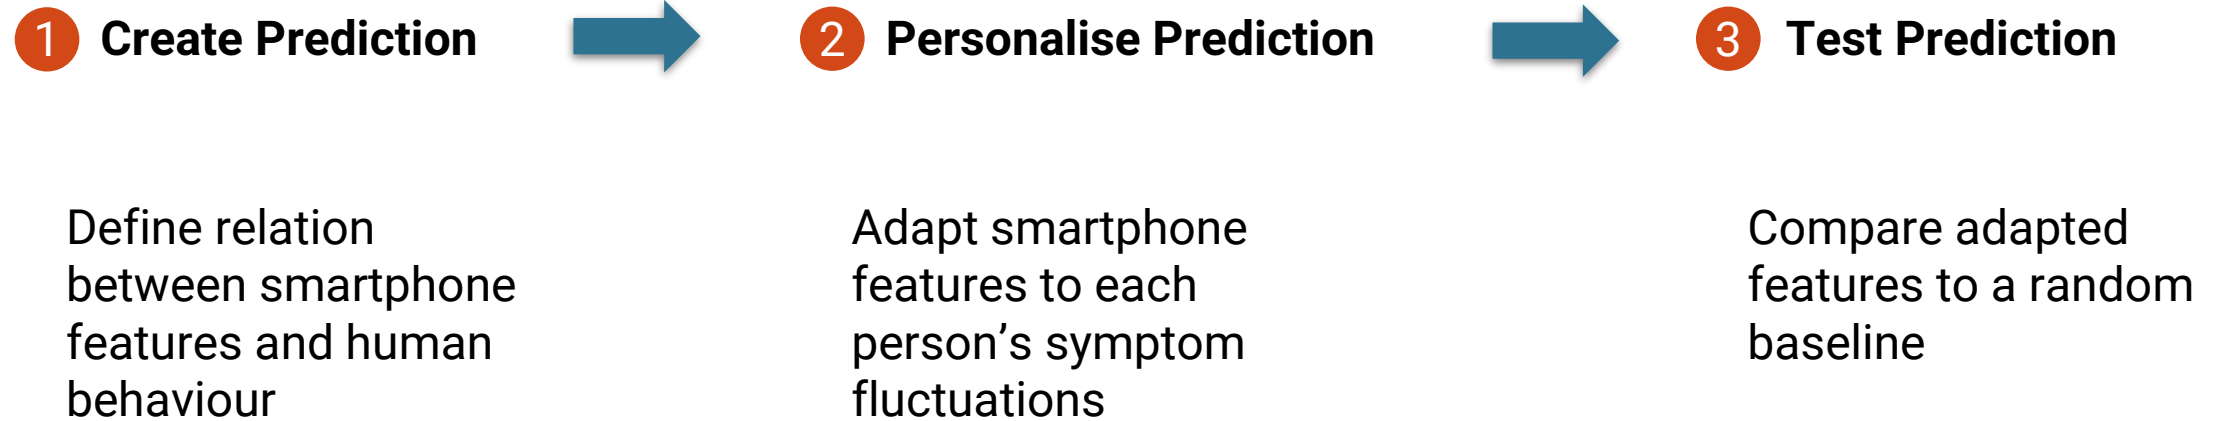 1 Create Prediction
2 Personalise Prediction
3 Test Prediction
Define relation
between smartphone
features and human
behaviour
Adapt smartphone
features to each
person’s symptom
fluctuations
Compare adapted
features to a random
baseline